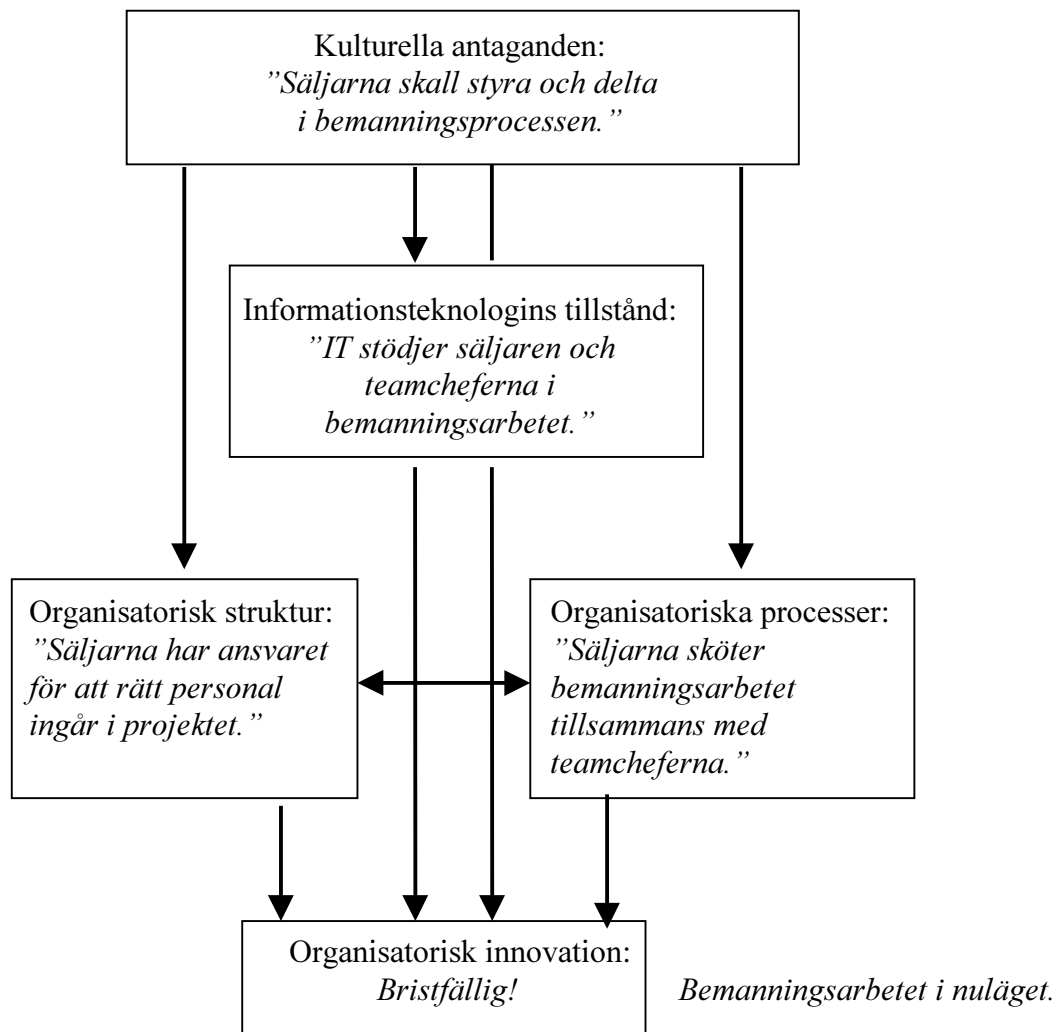 Kulturella antaganden:
”Säljarna skall styra och delta
i bemanningsprocessen.”
Informationsteknologins tillstånd:
”IT stödjer säljaren och
teamcheferna i
bemanningsarbetet.”
Organisatorisk struktur:
”Säljarna har ansvaret
för att rätt personal
ingår i projektet.”
Organisatoriska processer:
”Säljarna sköter
bemanningsarbetet
tillsammans med
teamcheferna.”
Organisatorisk innovation:
Bristfällig!
Bemanningsarbetet i nuläget.